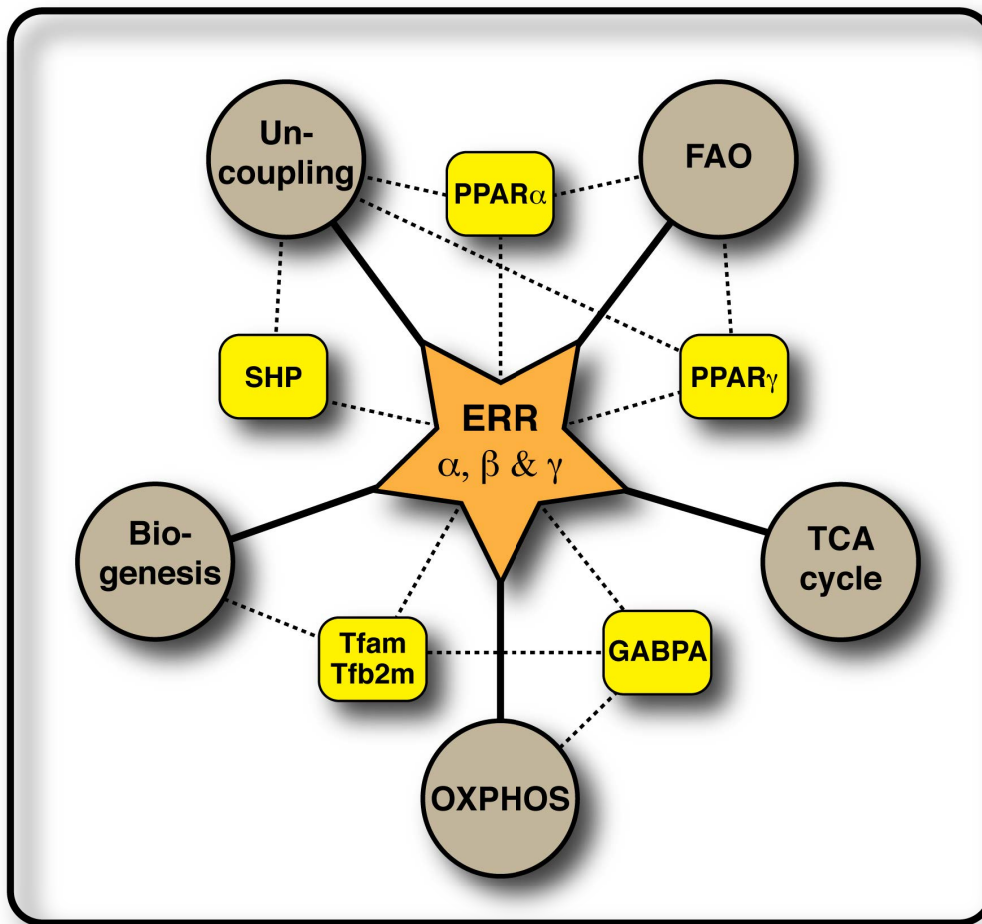 Un-
coupling
FAO
PPARα
SHP
PPARγ
ERR
α, β & γ
Bio-
genesis
TCA
cycle
Tfam
Tfb2m
GABPA
OXPHOS